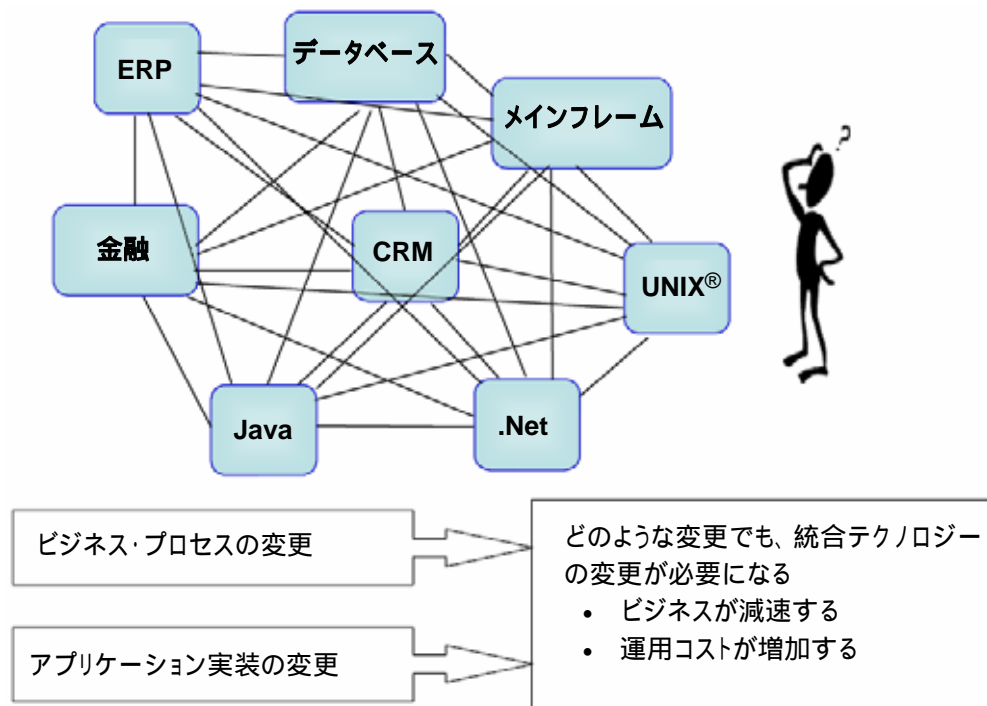 ERP
データベース
メインフレーム
?
金融
CRM
UNIX®
Java
.Net
ビジネス・プロセスの変更
どのような変更でも、統合テクノロジー
の変更が必要になる
• ビジネスが減速する
• 運用コストが増加する
アプリケーション実装の変更